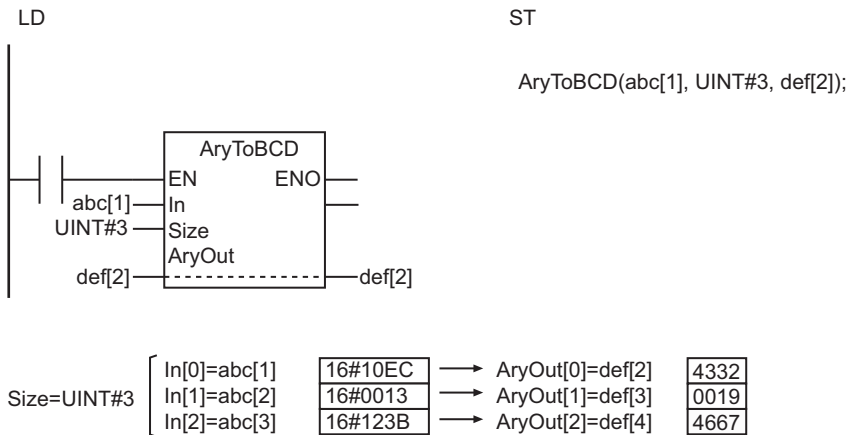 LD
ST
AryToBCD(abc[1], UINT#3, def[2]);
AryToBCD
EN ENO
abc[1] In
UINT#3 Size
AryOut
def[2] def[2]
In[0]=abc[1] 16#10EC AryOut[0]=def[2] 4332
Size=UINT#3 In[1]=abc[2] 16#0013 AryOut[1]=def[3] 0019
In[2]=abc[3] 16#123B AryOut[2]=def[4] 4667